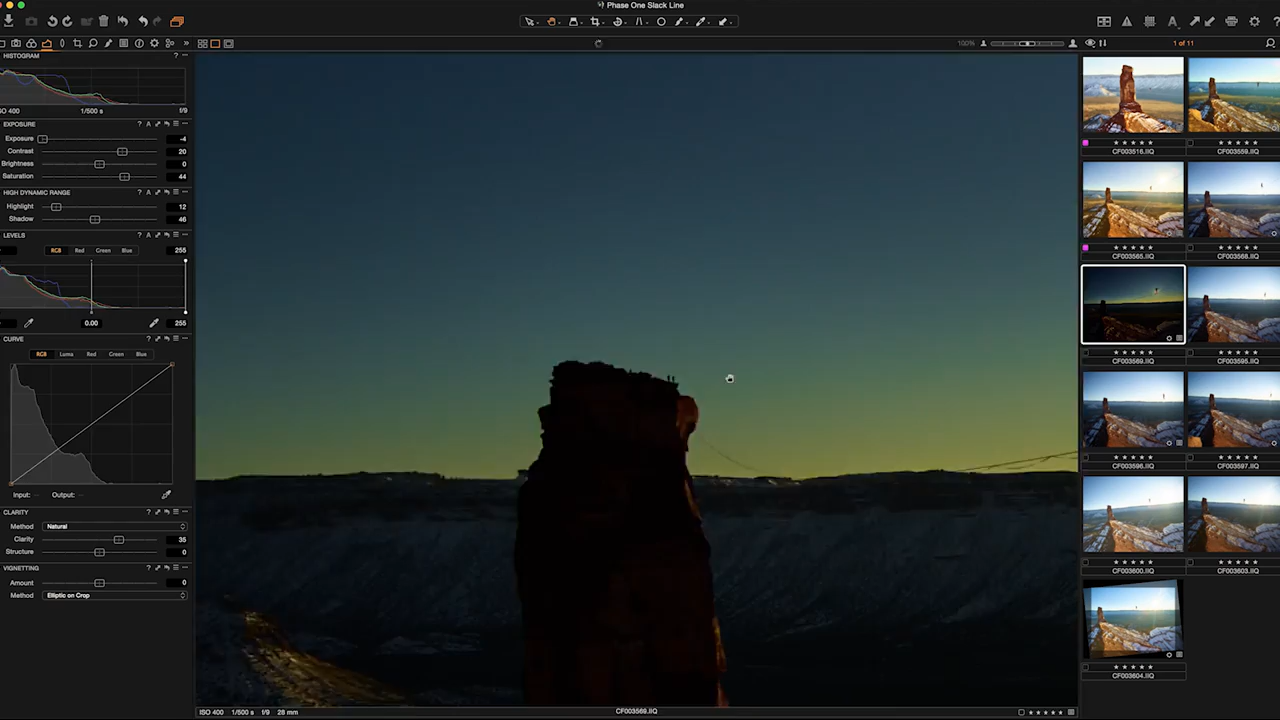 Phase One Slack Line
100%
1 of 11
HISTOGRAM ?
ISO 400 1/500 s f/9
EXPOSURE ? A
Exposure -4
Contrast 20
Brightness 0
Saturation 44
HIGH DYNAMIC RANGE ? A
Highlight 12
Shadow 46
LEVELS ? A
RGB Red Green Blue 255
0.00 255
CURVE ?
RGB Luma Red Green Blue
Input: Output:
CLARITY ?
Method Natural
Clarity 35
Structure 0
VIGNETTING ?
Amount 0
Method Elliptic on Crop
ISO 400 1/500 s f/9 28 mm
CF003569.IIQ
CF003516.IIQ CF003559.IIQ
CF003565.IIQ CF003568.IIQ
CF003569.IIQ CF003595.IIQ
CF003596.IIQ CF003597.IIQ
CF003600.IIQ CF003603.IIQ
CF003604.IIQ